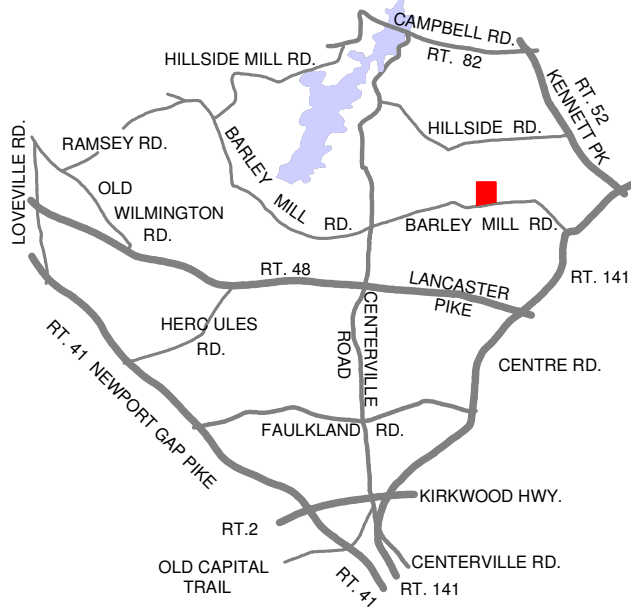 CAMPBELL RD.
RT. 82
HILLSIDE MILL RD.
RT. 52
KENNETT PK
HILLSIDE RD.
RAMSEY RD.
BARLEY MILL RD.
LOVEVILLE RD.
OLD
WILMINGTON
RD.
BARLEY MILL RD.
RT. 141
RT. 48
LANCASTER
PIKE
HERCULES
RD.
CENTERVILLE
ROAD
CENTRE RD.
RT. 41 NEWPORT GAP PIKE
FAULKLAND RD.
KIRKWOOD HWY.
RT.2
OLD CAPITAL
TRAIL
CENTERVILLE RD.
RT. 41
RT. 141